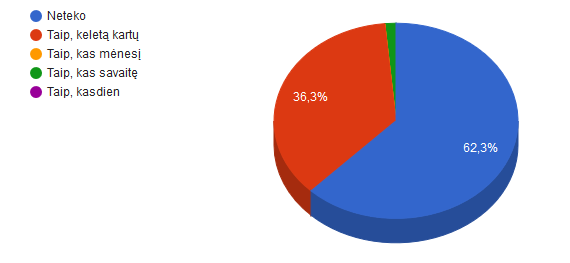 Neteko
Taip, keletą kartų
Taip, kas mėnesį
Taip, kas savaitę
Taip, kasdien
36,3%
62,3%